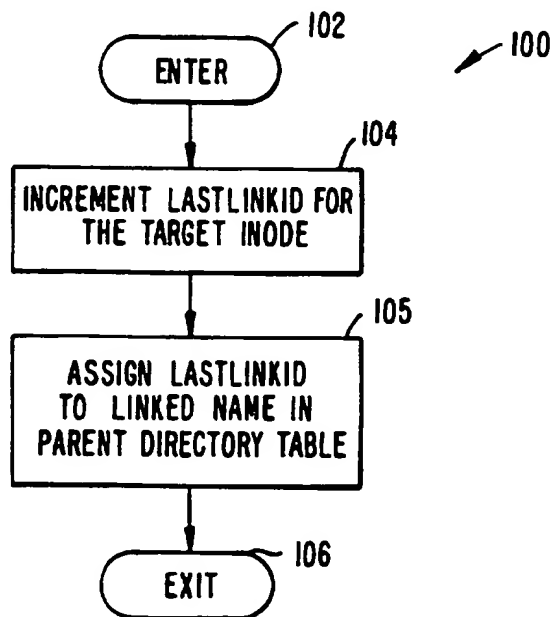 102
ENTER
100
104
INCREMENT LASTLINKID FOR
THE TARGET INODE
105
ASSIGN LASTLINKID
TO LINKED NAME IN
PARENT DIRECTORY TABLE
106
EXIT